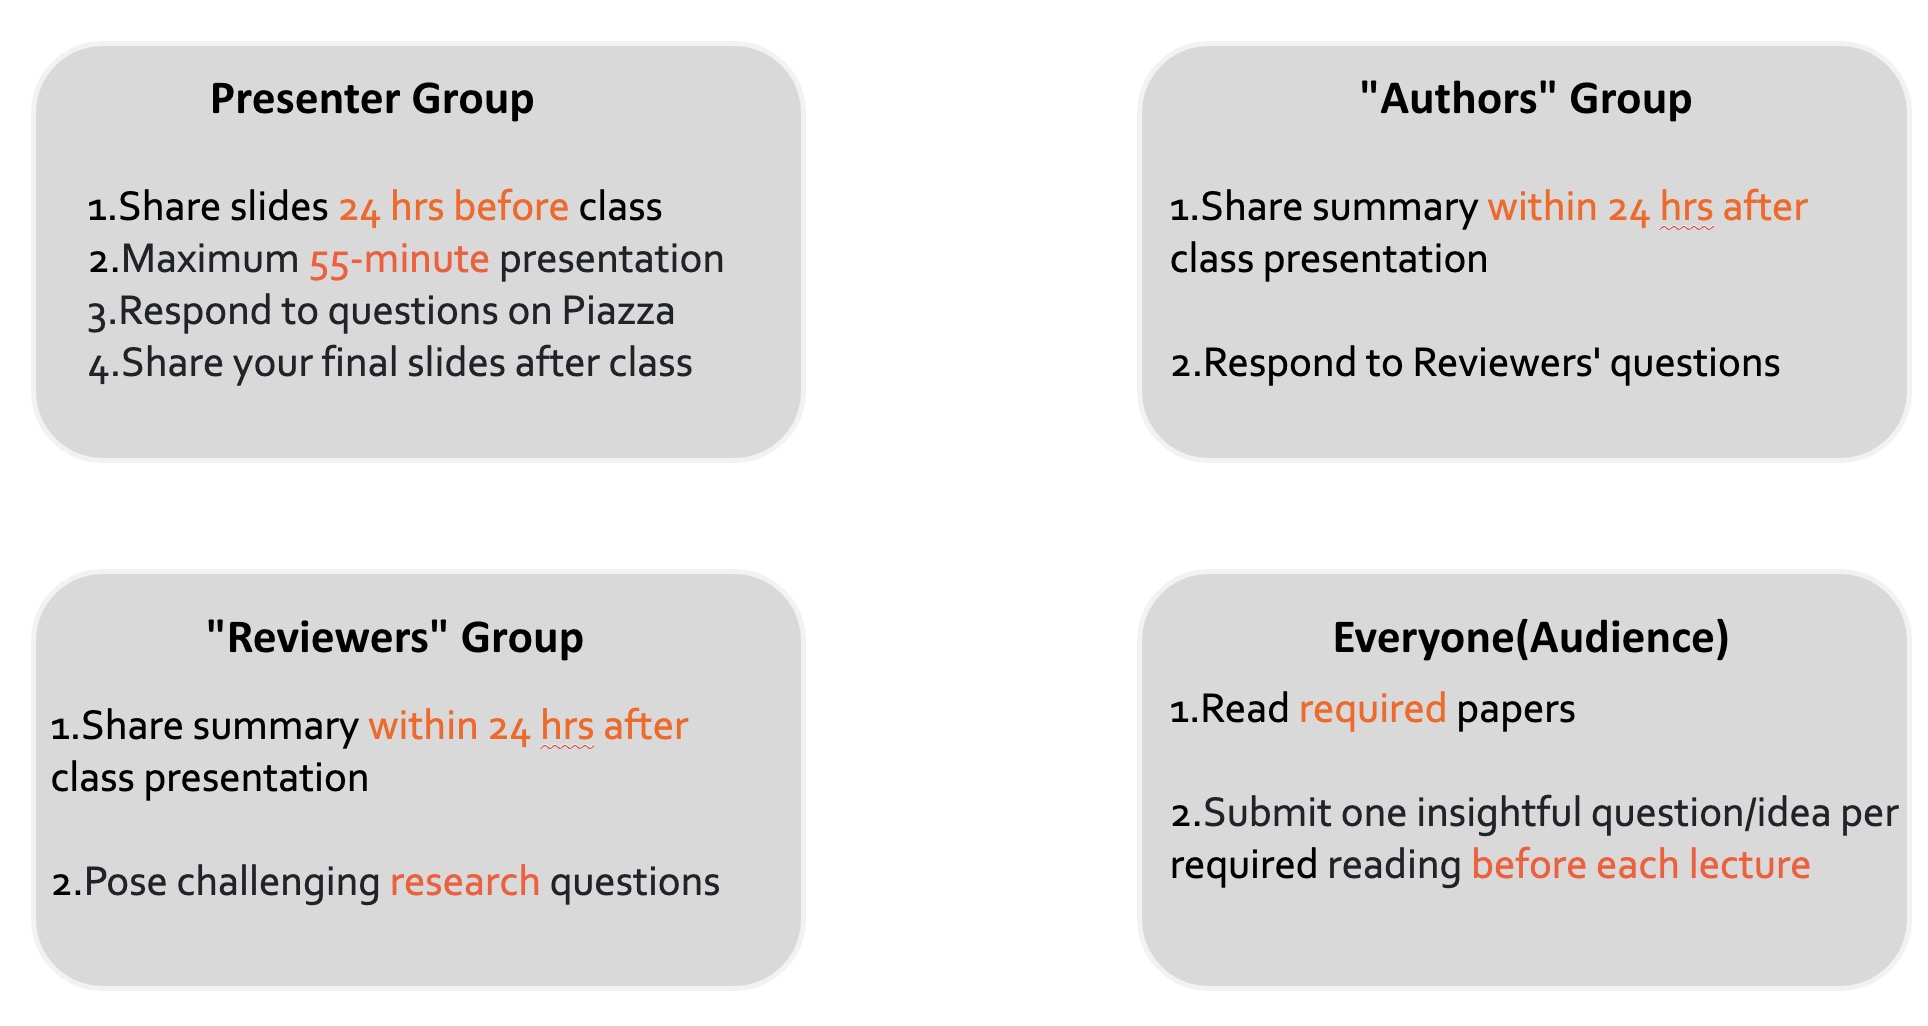 Presenter Group
1.Share slides 24 hrs before class
2.Maximum 55-minute presentation
3.Respond to questions on Piazza
4.Share your final slides after class
"Authors" Group
1.Share summary within 24 hrs after
class presentation
2.Respond to Reviewers' questions
"Reviewers" Group
1.Share summary within 24 hrs after
class presentation
2.Pose challenging research questions
Everyone(Audience)
1.Read required papers
2.Submit one insightful question/idea per
required reading before each lecture